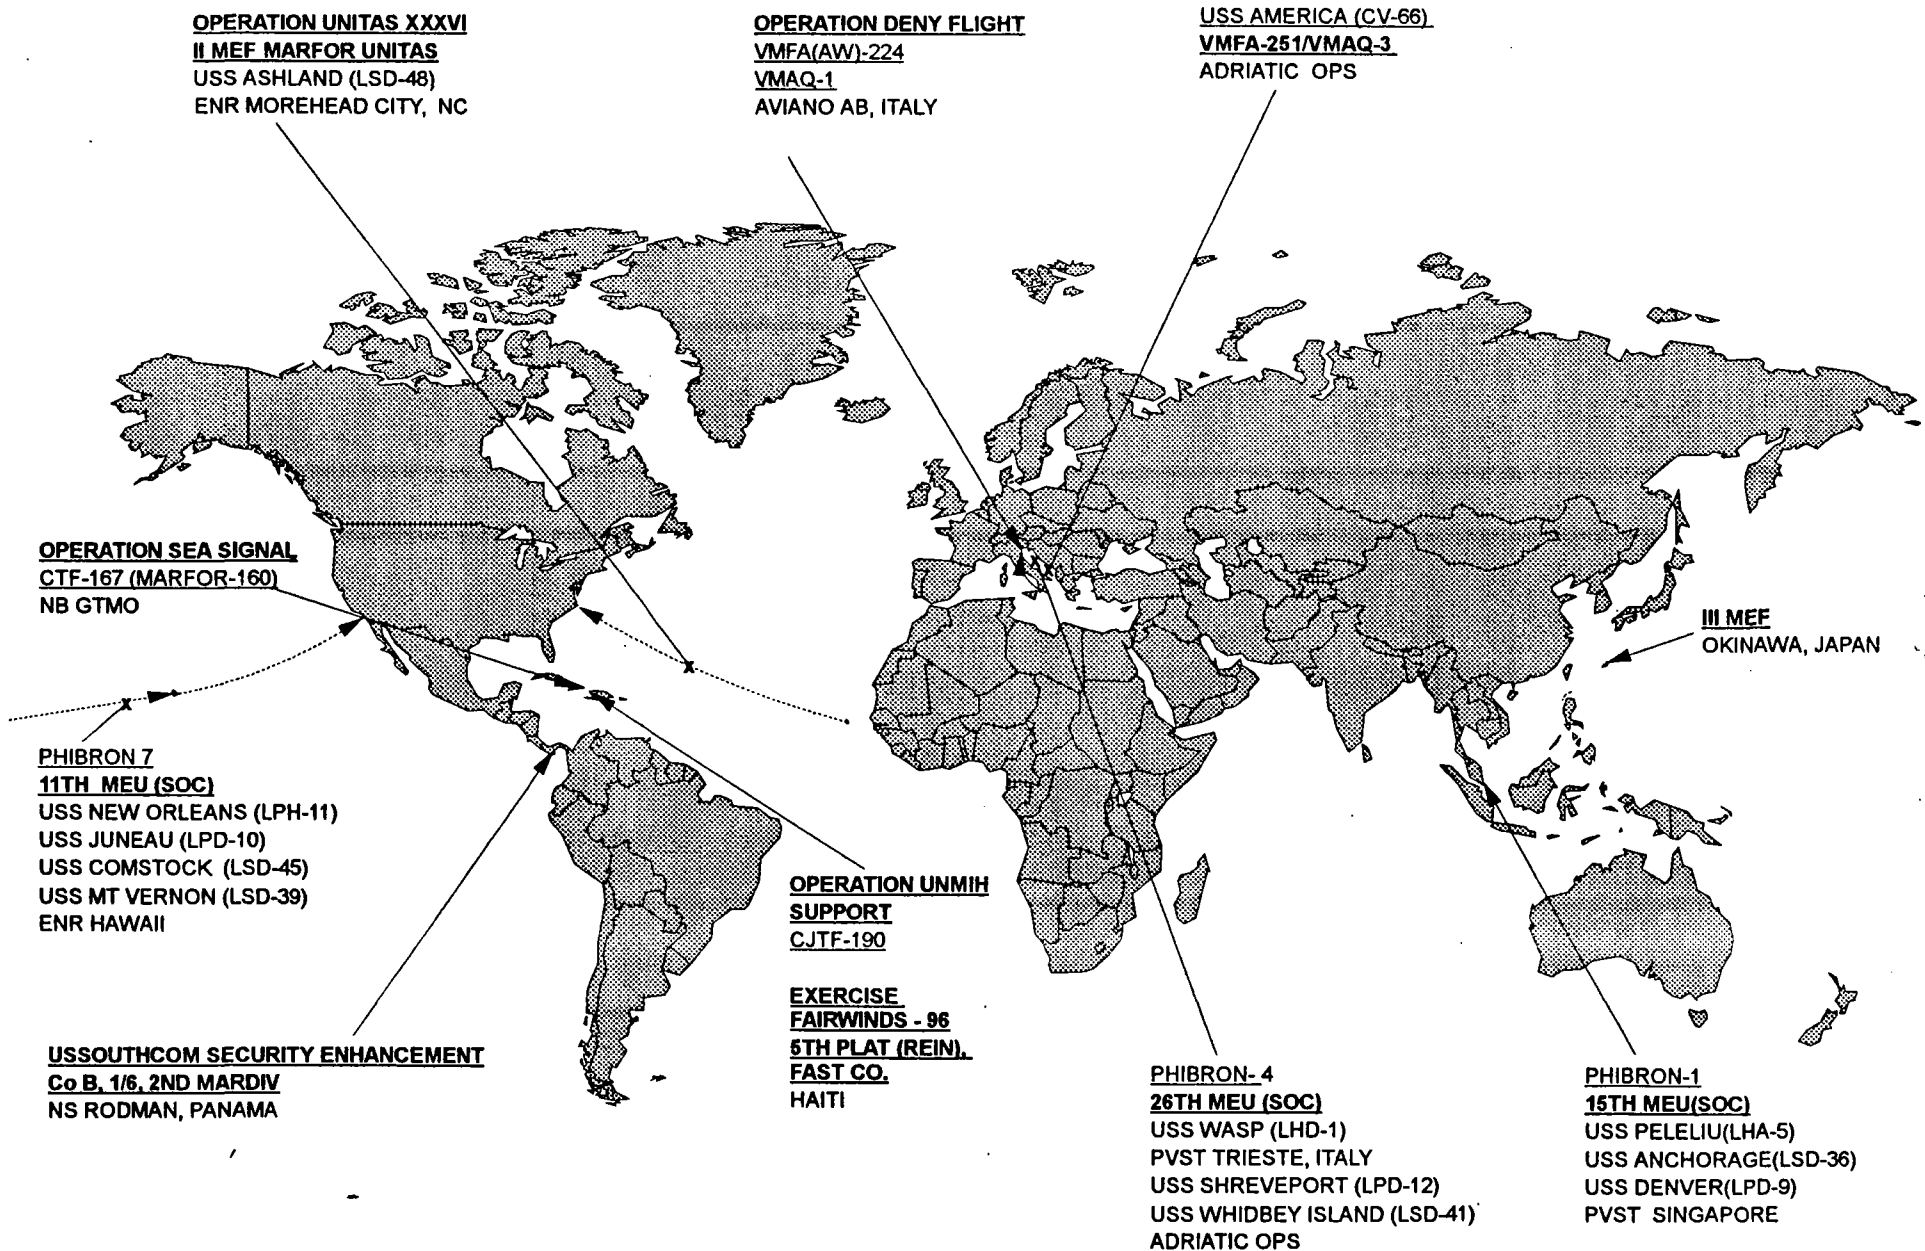 OPERATION UNITAS XXXVI
II MEF MARFOR UNITAS
USS ASHLAND (LSD-48)
ENR MOREHEAD CITY, NC
OPERATION DENY FLIGHT
VMFA(AW)-224
VMAQ-1
AVIANO AB, ITALY
USS AMERICA (CV-66)
VMFA-251/VMAQ-3
ADRIATIC OPS
OPERATION SEA SIGNAL
CTF-167 (MARFOR-160)
NB GTMO
III MEF
OKINAWA, JAPAN
PHIBRON 7
11TH MEU (SOC)
USS NEW ORLEANS (LPH-11)
USS JUNEAU (LPD-10)
USS COMSTOCK (LSD-45)
USS MT VERNON (LSD-39)
ENR HAWAII
OPERATION UNMIH
SUPPORT
CJTF-190
EXERCISE
FAIRWINDS - 96
5TH PLAT (REIN),
FAST CO.
HAITI
USSOUTHCOM SECURITY ENHANCEMENT
Co B, 1/6, 2ND MARDIV
NS RODMAN, PANAMA
PHIBRON- 4
26TH MEU (SOC)
USS WASP (LHD-1)
PVST TRIESTE, ITALY
USS SHREVEPORT (LPD-12)
USS WHIDBEY ISLAND (LSD-41)
ADRIATIC OPS
PHIBRON-1
15TH MEU(SOC)
USS PELELIU(LHA-5)
USS ANCHORAGE(LSD-36)
USS DENVER(LPD-9)
PVST SINGAPORE